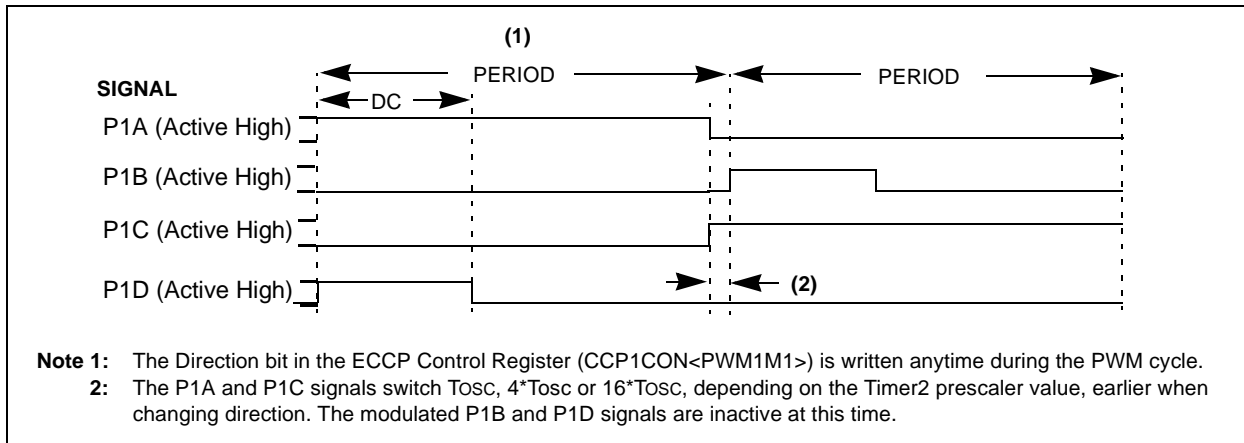 (1)
SIGNAL
PERIOD
PERIOD
DC
P1A (Active High)
P1B (Active High)
P1C (Active High)
P1D (Active High)
(2)
Note 1: The Direction bit in the ECCP Control Register (CCP1CON<PWM1M1>) is written anytime during the PWM cycle.
2: The P1A and P1C signals switch TOSC, 4*Tosc or 16*TOSC, depending on the Timer2 prescaler value, earlier when
changing direction. The modulated P1B and P1D signals are inactive at this time.